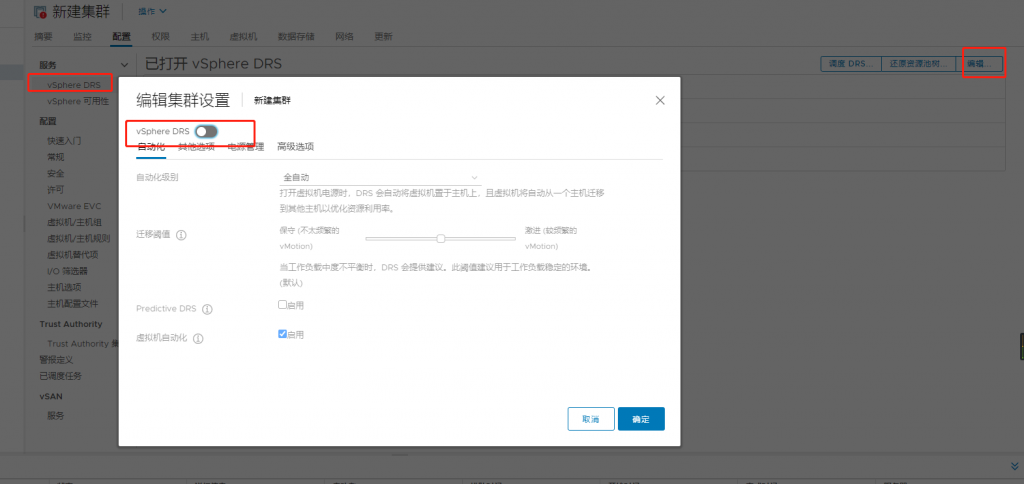 新建集群
操作
摘要 监控 配置 权限 主机 虚拟机 数据存储 网络 更新
服务
已打开 vSphere DRS
调度 DRS... 还原资源池树... 编辑...
vSphere DRS
vSphere 可用性
配置
快速入门
常规
安全
许可
VMware EVC
虚拟机/主机组
虚拟机/主机规则
虚拟机替代项
I/O 筛选器
主机选项
主机配置文件
Trust Authority
Trust Authority
警报定义
已调度任务
vSAN
服务
编辑集群设置 新建集群
vSphere DRS
自动化 其他选项 电源管理 高级选项
自动化级别 全自动
打开虚拟机电源时，DRS 会自动将虚拟机置于主机上，且虚拟机将自动从一个主机迁移
到其他主机以优化资源利用率。
迁移阈值
保守 (不太频繁的
vMotion)
激进 (较频繁的
vMotion)
当工作负载中度不平衡时，DRS 会提供建议。此阈值建议用于工作负载稳定的环境。
(默认)
Predictive DRS 启用
虚拟机自动化 启用
取消 确定